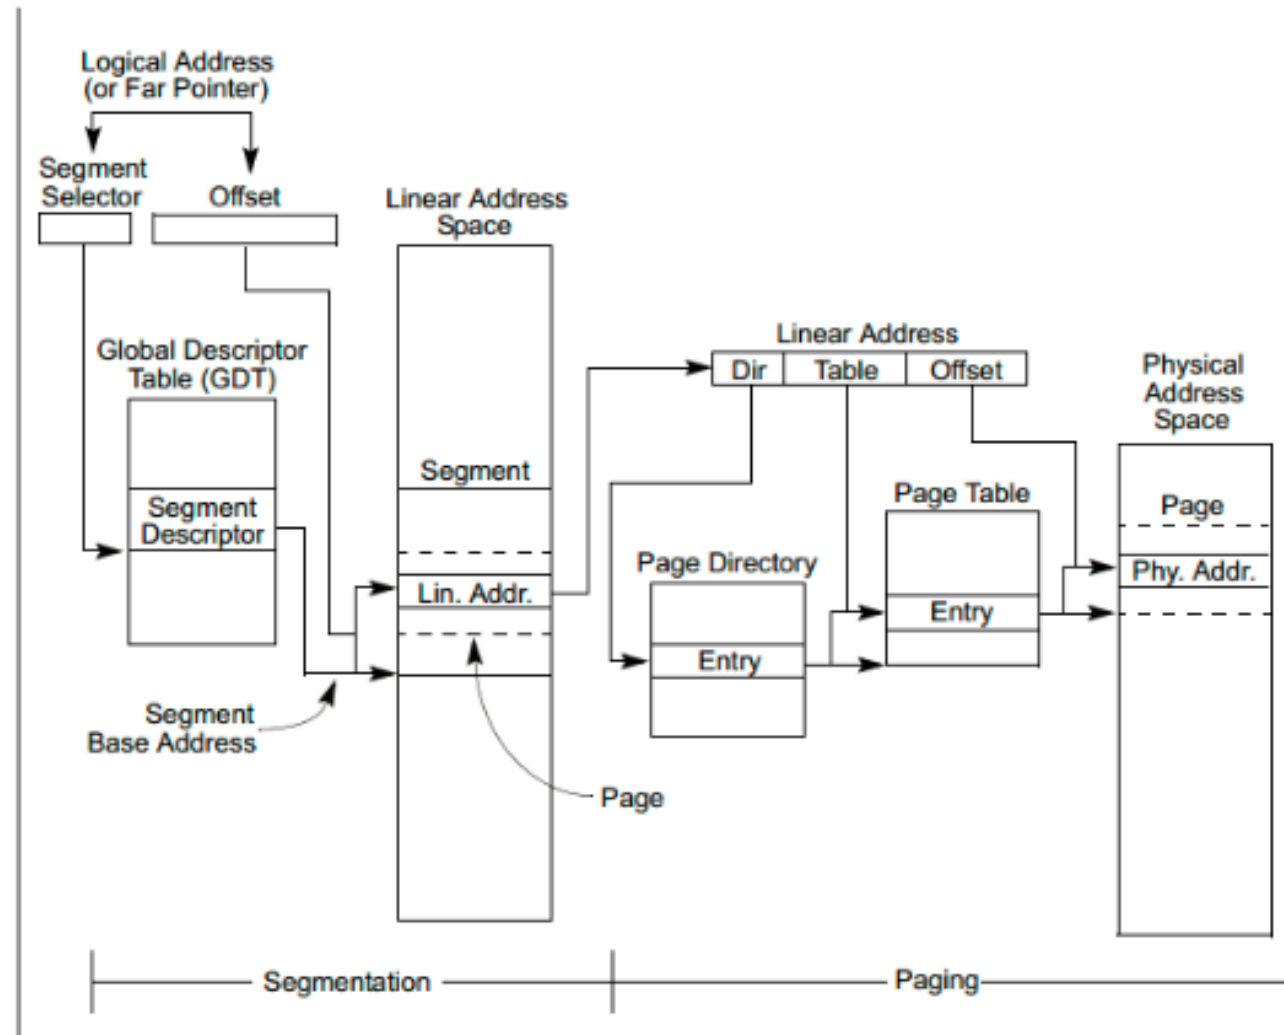 Logical Address
(or Far Pointer)
Segment
Selector
Offset
Linear Address
Space
Global Descriptor
Table (GDT)
Segment
Descriptor
Segment
Lin. Addr.
Segment
Base Address
Page
Linear Address
Dir
Table
Offset
Page Directory
Entry
Page Table
Entry
Physical
Address
Space
Page
Phy. Addr.
Segmentation
Paging